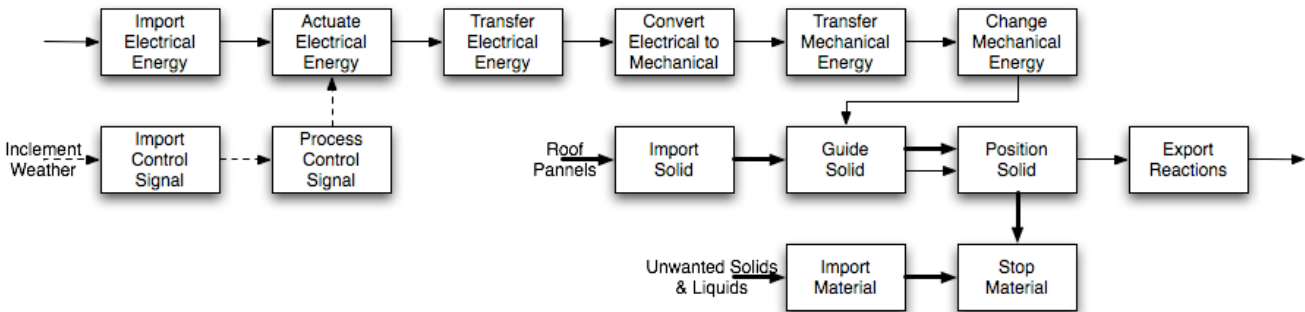 Import
Electrical
Energy
Actuate
Electrical
Energy
Transfer
Electrical
Energy
Convert
Electrical to
Mechanical
Transfer
Mechanical
Energy
Change
Mechanical
Energy
Inclement
Weather
Import
Control
Signal
Process
Control
Signal
Roof
Pannels
Import
Solid
Guide
Solid
Position
Solid
Export
Reactions
Unwanted Solids
& Liquids
Import
Material
Stop
Material